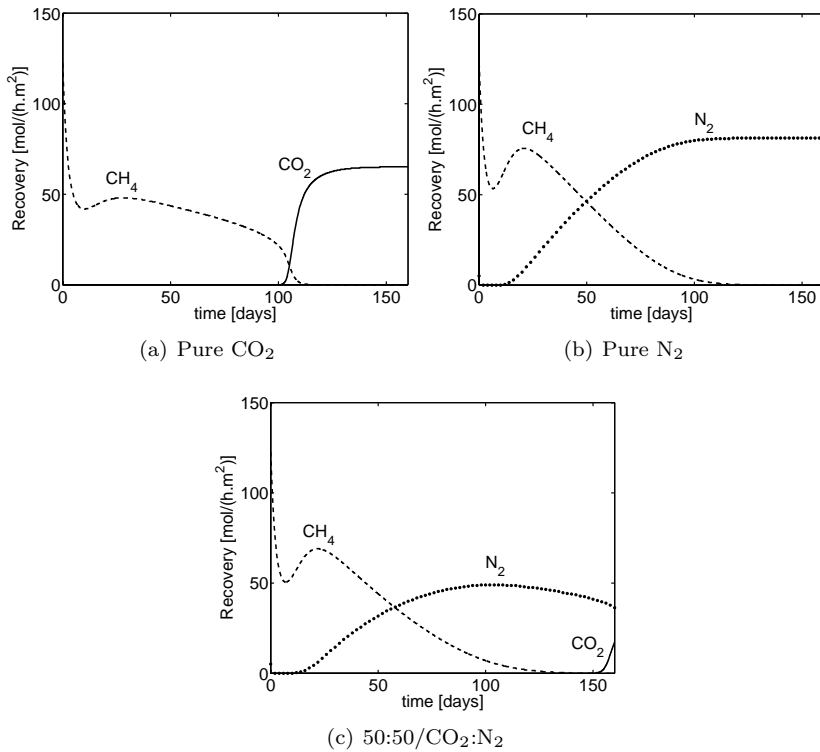 150
100
50
0
Recovery [mol/(h.m²)]
CH₄
CO₂
0 50 100 150
time [days]
(a) Pure CO₂
150
100
50
0
Recovery [mol/(h.m²)]
CH₄
N₂
0 50 100 150
time [days]
(b) Pure N₂
150
100
50
0
Recovery [mol/(h.m²)]
CH₄
N₂
CO₂
0 50 100 150
time [days]
(c) 50:50/CO₂:N₂